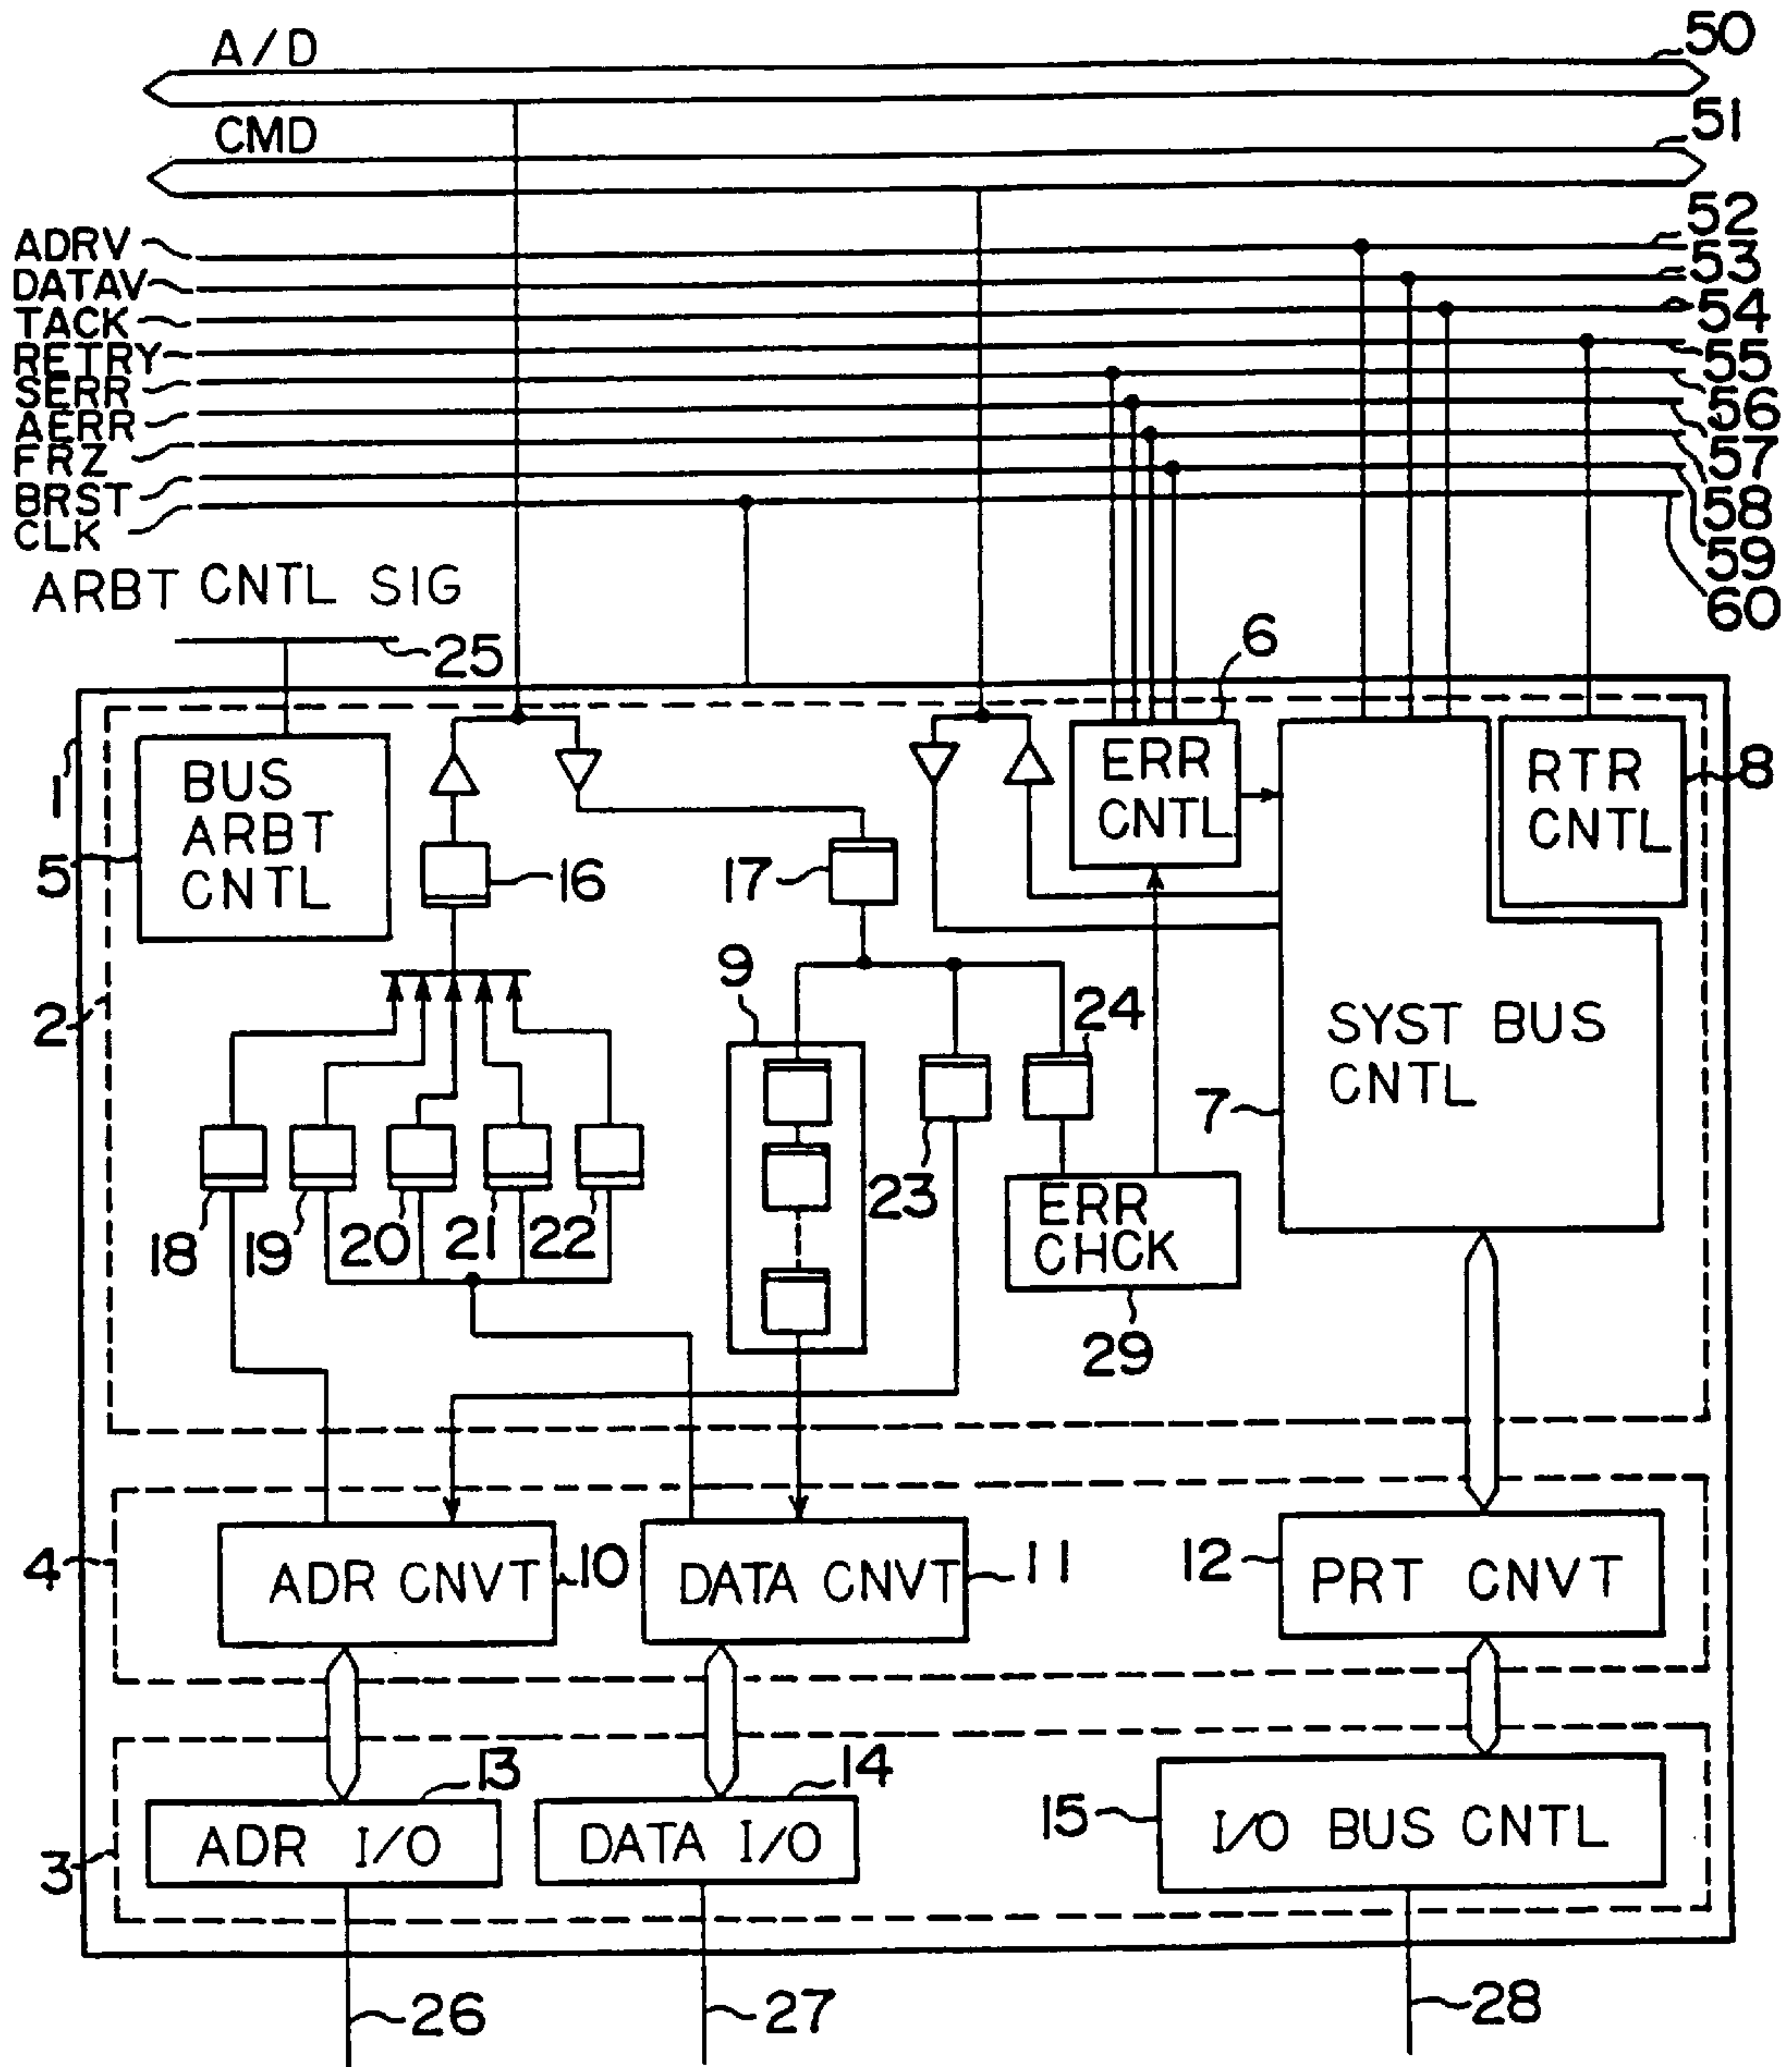 A/D
50
CMD
51
ADRV
52
DATAV
53
TACK
54
RETRY
55
SERR
56
AERR
57
FRZ
58
BRST
59
CLK
60
ARBT CNTL SIG
25
6
1
BUS
ARBT
CNTL
5
16
17
ERR
CNTL
RTR
CNTL
8
2
9
24
SYST BUS
CNTL
7
18
19
20
21
22
23
ERR
CHCK
29
4
ADR CNVT
10
DATA CNVT
11
12
PRT CNVT
13
14
3
ADR I/O
DATA I/O
15
I/O BUS CNTL
26
27
28